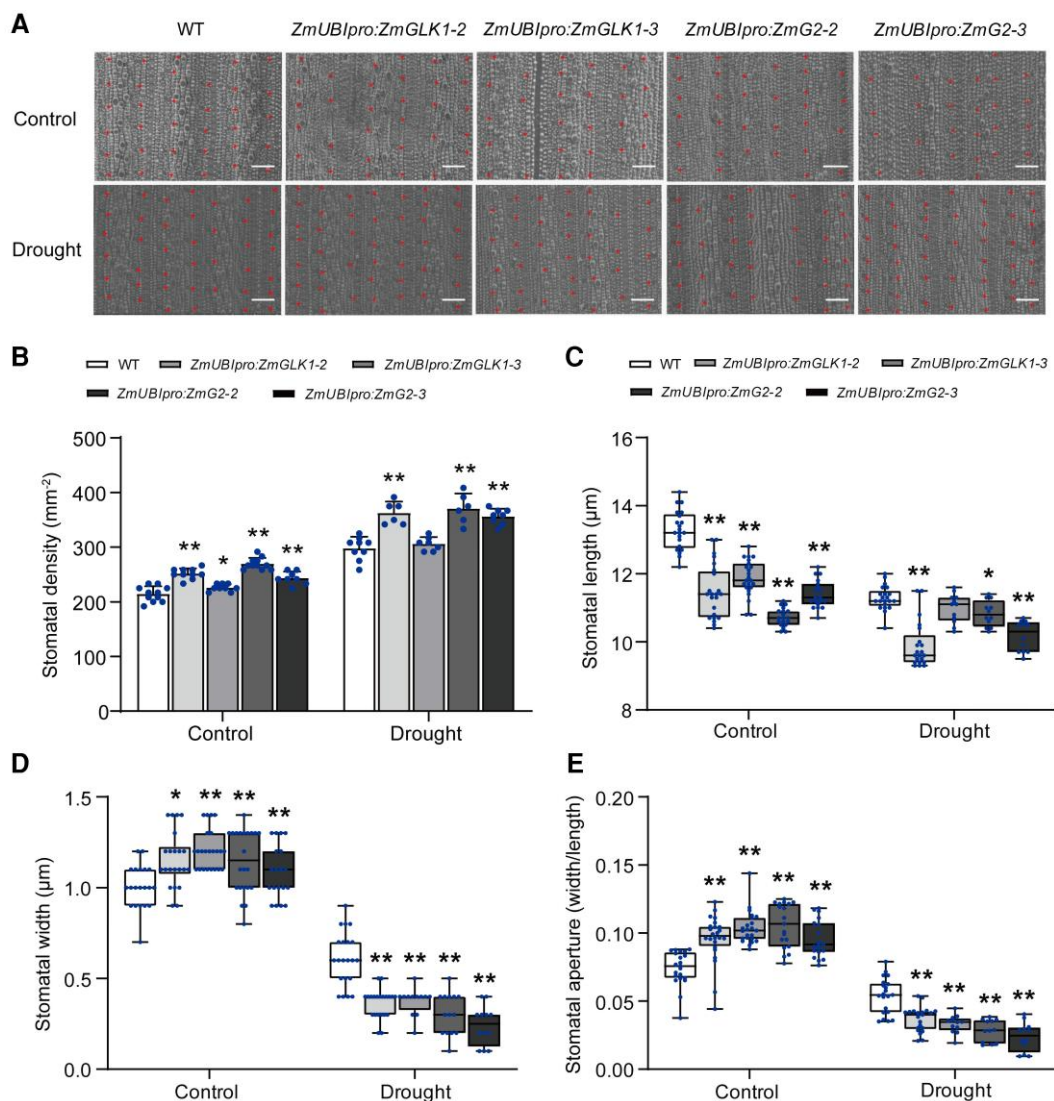 A
WT
ZmUBIpro:ZmGLK1-2
ZmUBIpro:ZmGLK1-3
ZmUBIpro:ZmG2-2
ZmUBIpro:ZmG2-3
Control
Drought
B
WT ZmUBIpro:ZmGLK1-2 ZmUBIpro:ZmGLK1-3
ZmUBIpro:ZmG2-2 ZmUBIpro:ZmG2-3
Stomatal density (mm⁻²)
500
400
300
200
100
0
** * ** **
** ** **
Control Drought
C
WT ZmUBIpro:ZmGLK1-2 ZmUBIpro:ZmGLK1-3
ZmUBIpro:ZmG2-2 ZmUBIpro:ZmG2-3
Stomatal length (µm)
16
14
12
10
8
** ** ** **
** * **
Control Drought
D
Stomatal width (µm)
1.5
1.0
0.5
0.0
* ** ** **
** ** ** **
Control Drought
E
Stomatal aperture (width/length)
0.20
0.15
0.10
0.05
0.00
** ** ** **
** ** ** **
Control Drought